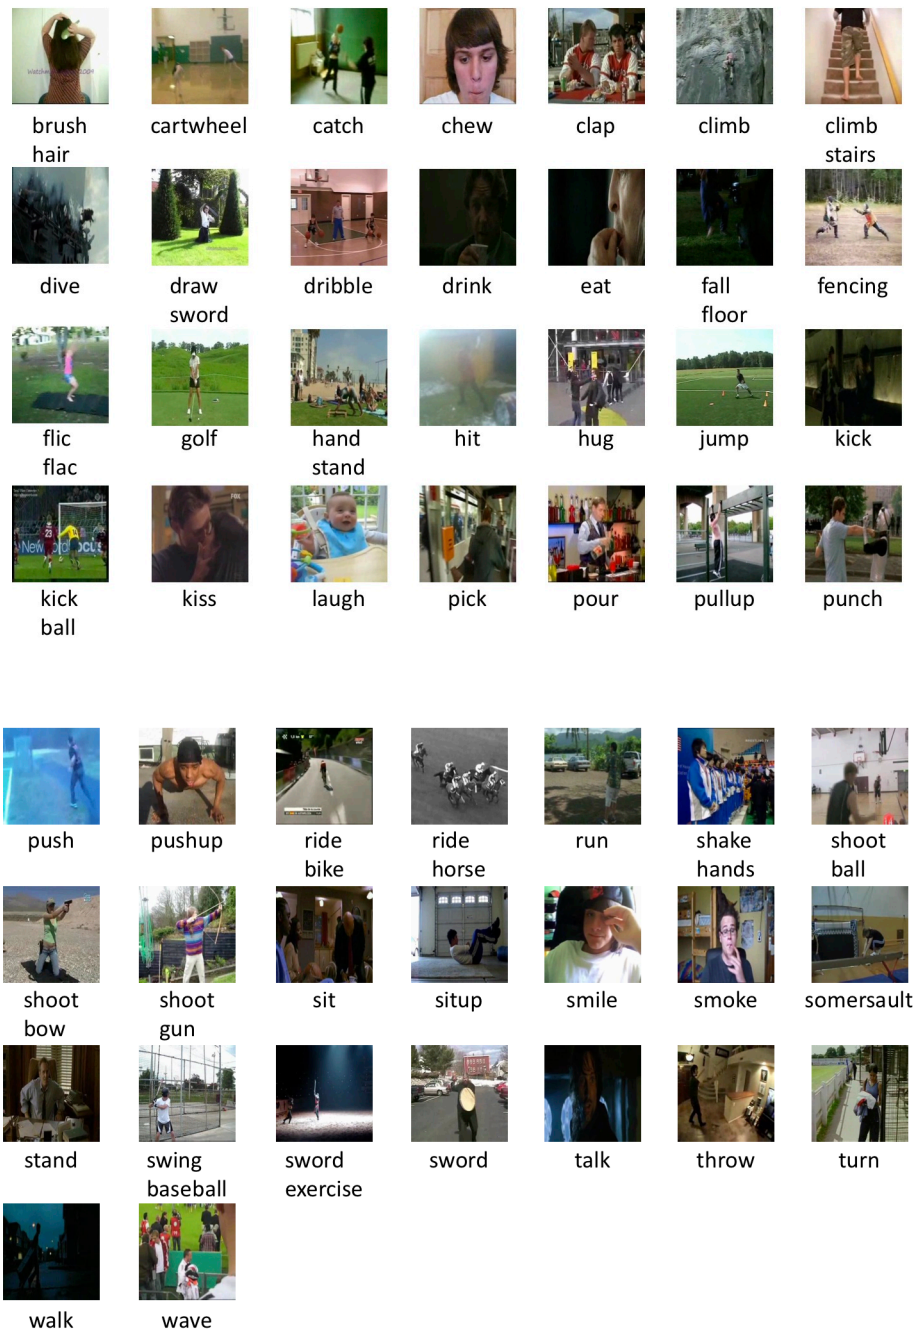 brush
hair
cartwheel
catch
chew
clap
climb
climb
stairs
dive
draw
sword
dribble
drink
eat
fall
floor
fencing
flic
flac
golf
hand
stand
hit
hug
jump
kick
23
FOX
kick
ball
kiss
laugh
pick
pour
pullup
punch
push
pushup
ride
bike
ride
horse
run
shake
hands
shoot
ball
shoot
bow
shoot
gun
sit
situp
smile
smoke
somersault
stand
swing
baseball
sword
exercise
sword
talk
throw
turn
walk
wave